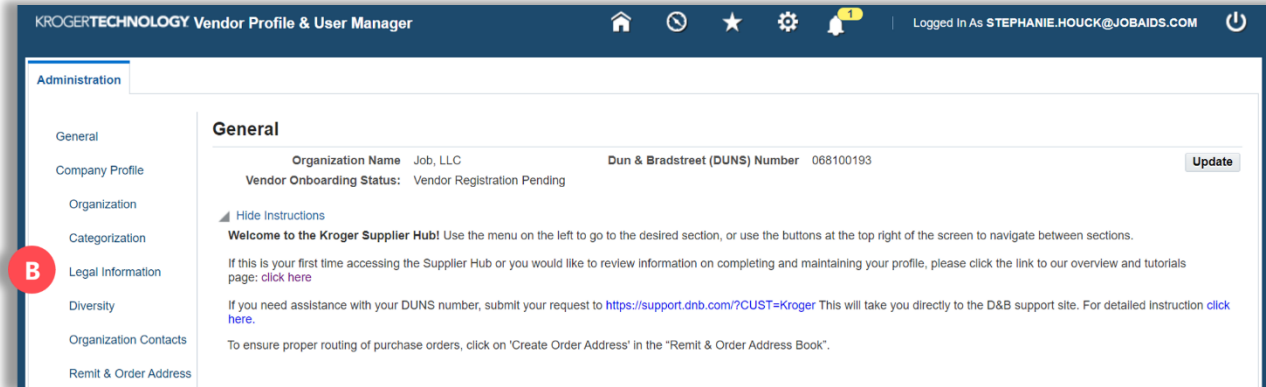 KROGERTECHNOLOGY Vendor Profile & User Manager
1
Logged In As STEPHANIE.HOUCK@JOBAIDS.COM
Administration
General
Company Profile
Organization
Categorization
B
Legal Information
Diversity
Organization Contacts
Remit & Order Address
General
Organization Name Job, LLC
Dun & Bradstreet (DUNS) Number 068100193
Update
Vendor Onboarding Status: Vendor Registration Pending
Hide Instructions
Welcome to the Kroger Supplier Hub! Use the menu on the left to go to the desired section, or use the buttons at the top right of the screen to navigate between sections.
If this is your first time accessing the Supplier Hub or you would like to review information on completing and maintaining your profile, please click the link to our overview and tutorials
page: click here
If you need assistance with your DUNS number, submit your request to https://support.dnb.com/?CUST=Kroger This will take you directly to the D&B support site. For detailed instruction click
here.
To ensure proper routing of purchase orders, click on 'Create Order Address' in the "Remit & Order Address Book".